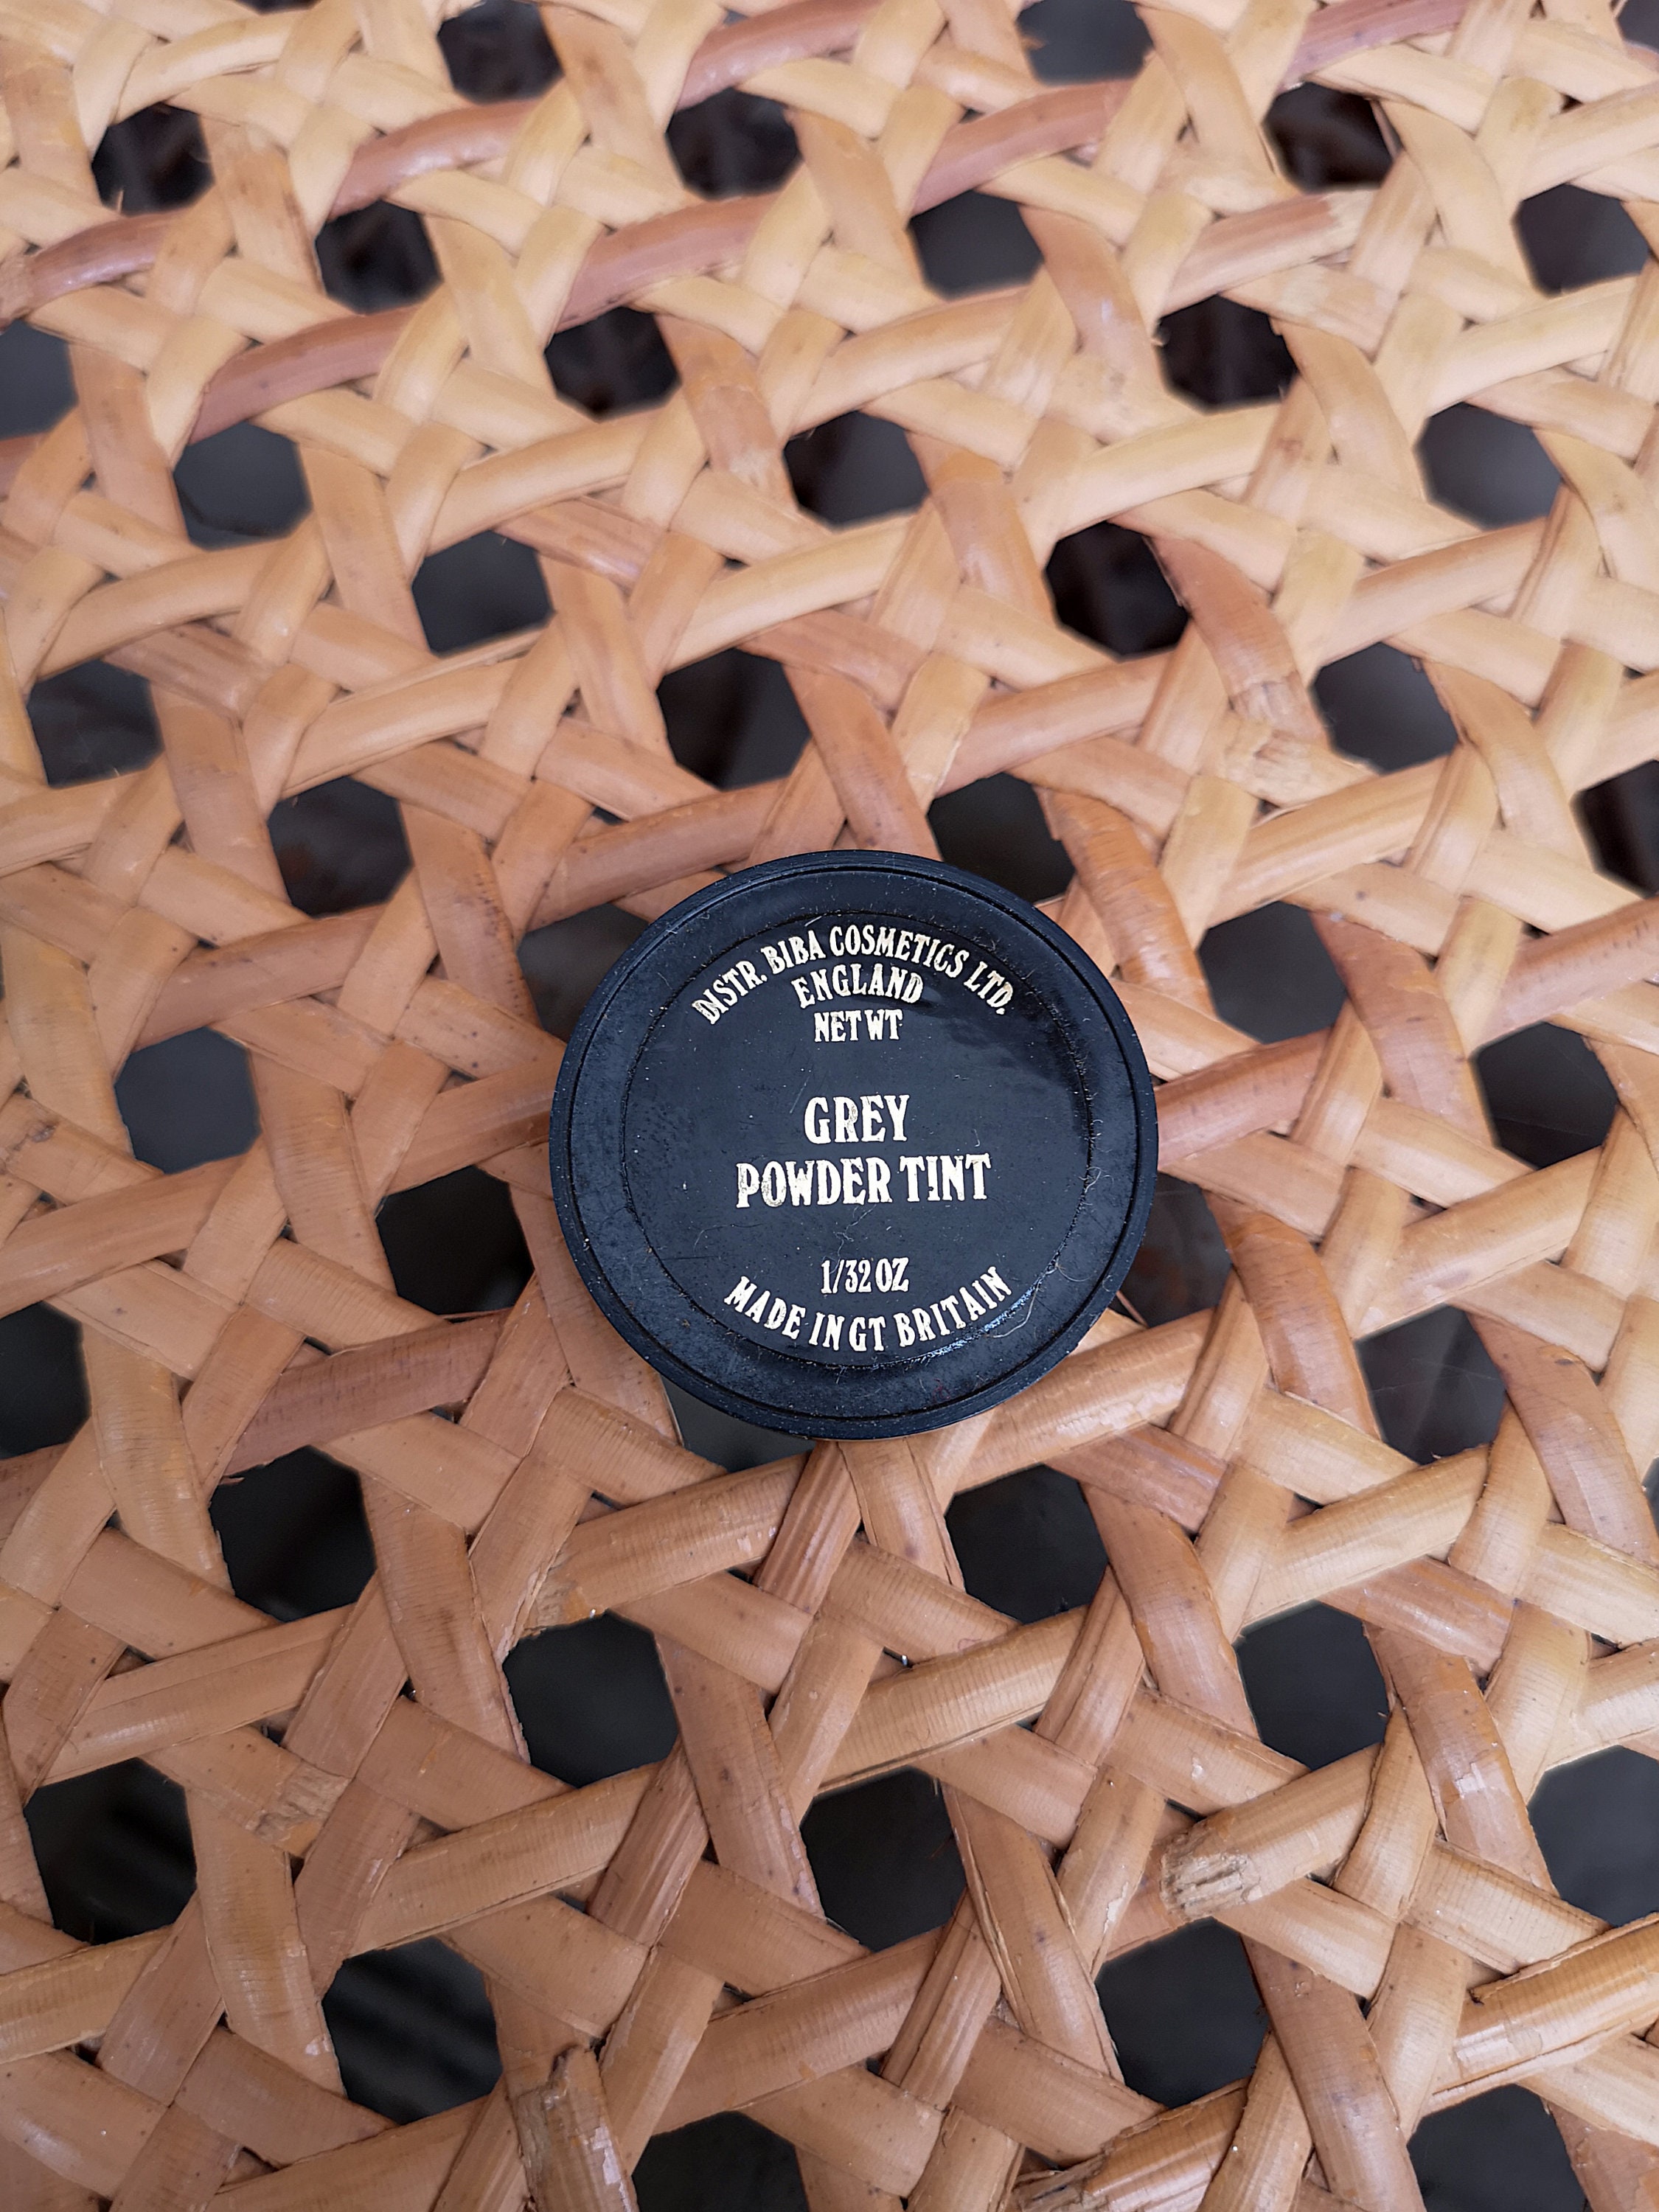 DISTR. BIBA COSMETICS LTD.
ENGLAND
NET WT
GREY
POWDER TINT
1/32 OZ
MADE IN GT BRITAIN